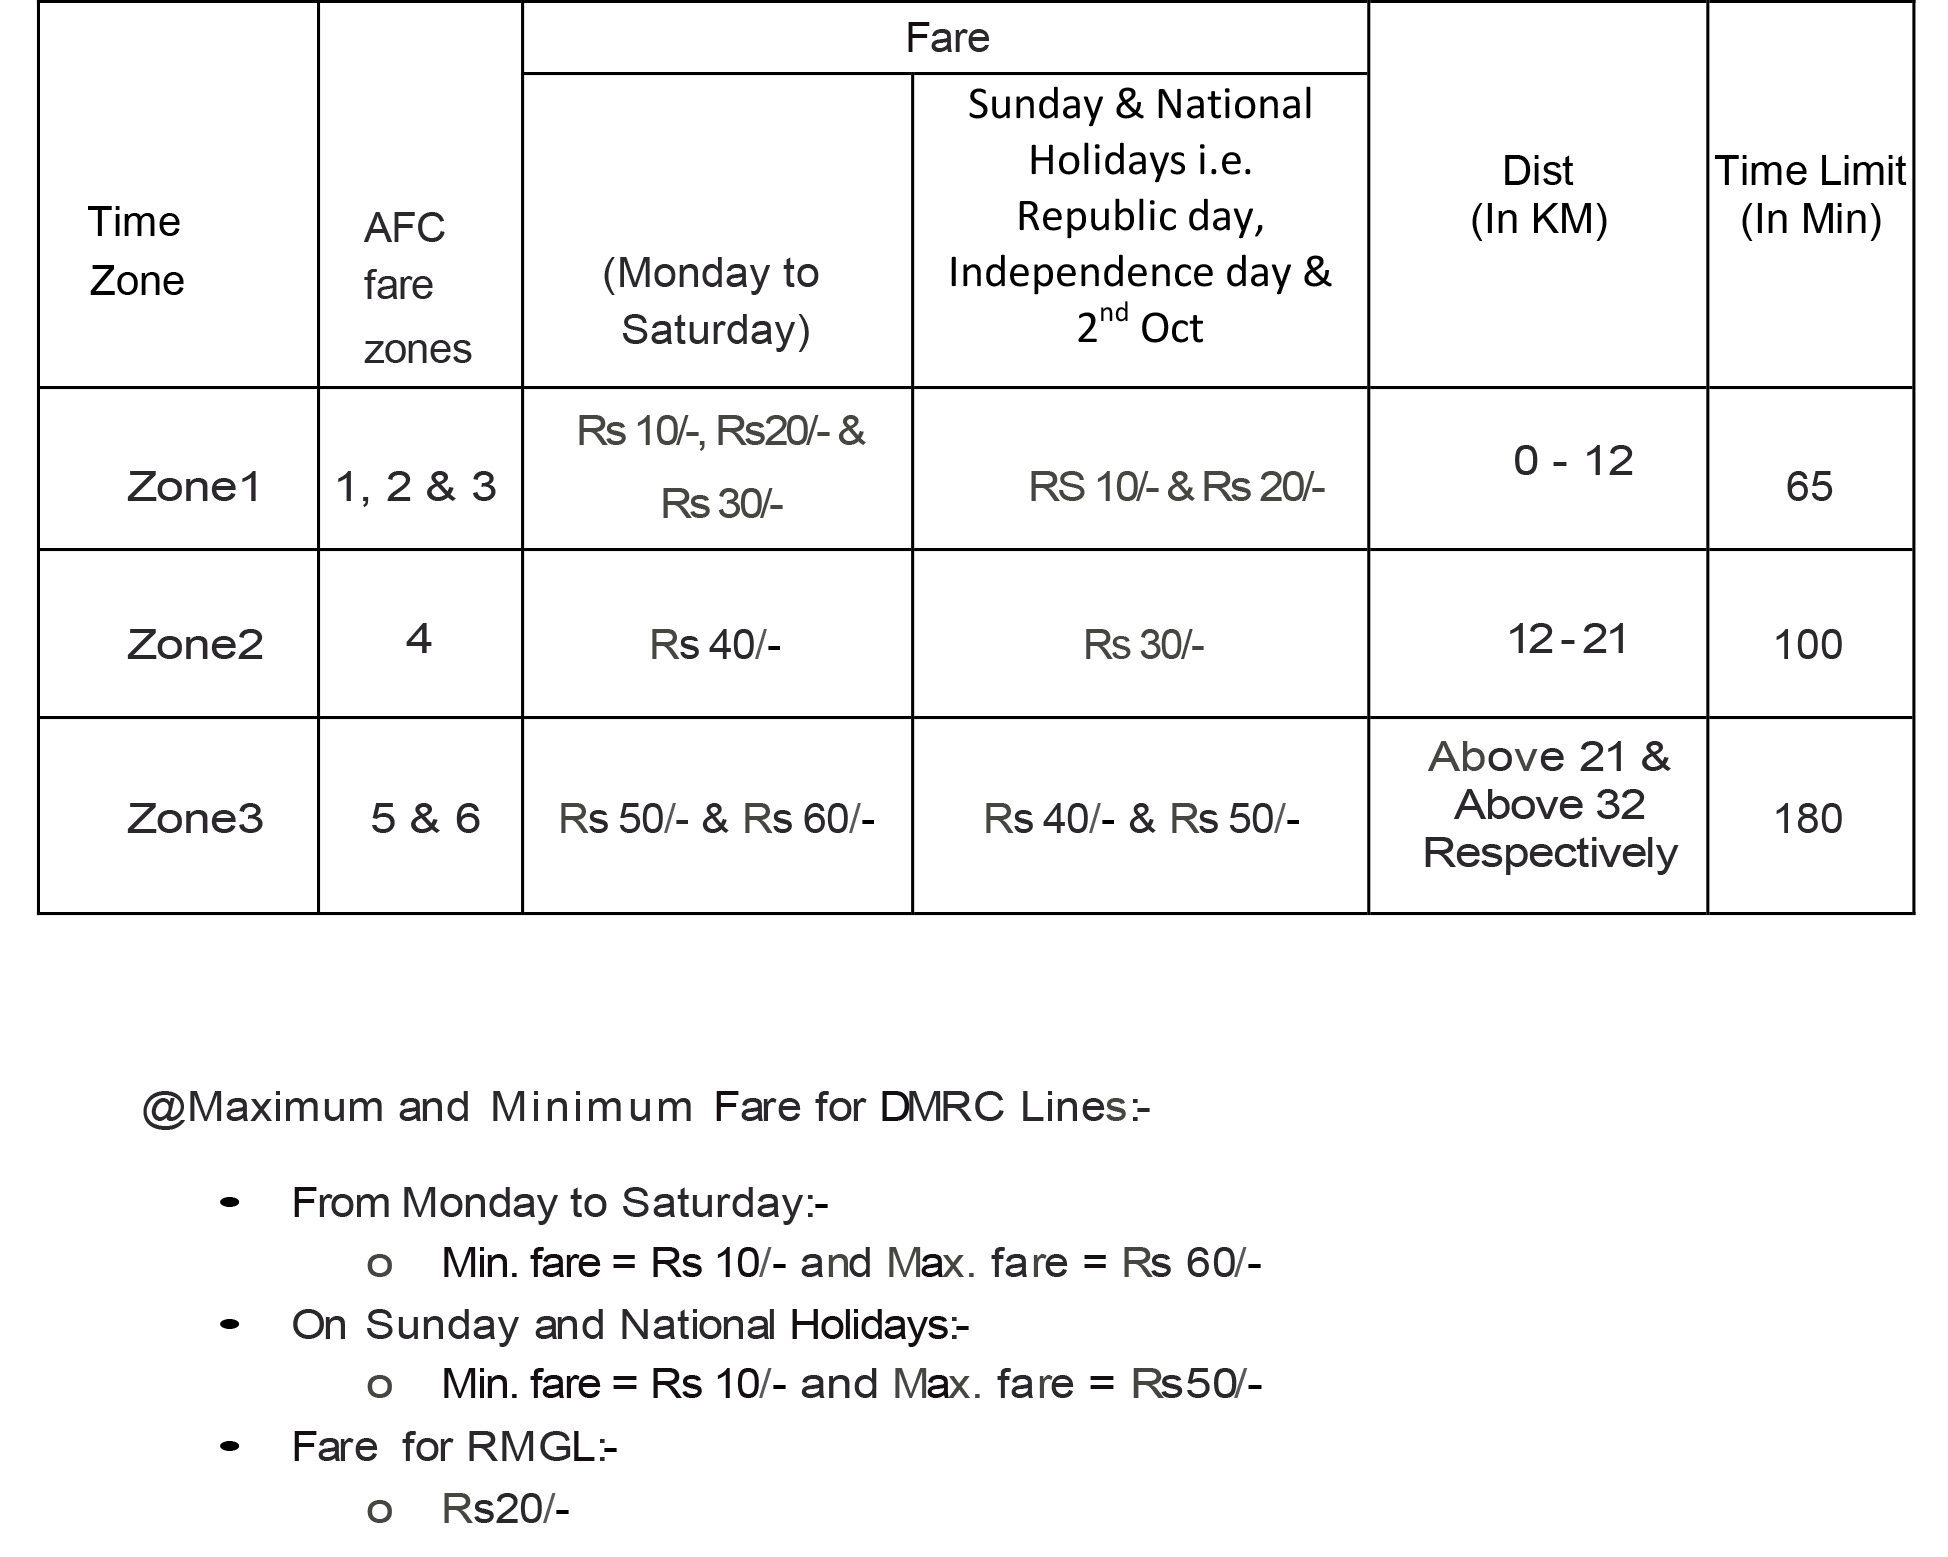 Fare
Time
Zone
AFC
fare
zones
(Monday to
Saturday)
Sunday & National
Holidays i.e.
Republic day,
Independence day &
2nd Oct
Dist
(In KM)
Time Limit
(In Min)
Zone1
1, 2 & 3
Rs 10/-, Rs20/- &
Rs 30/-
RS 10/- & Rs 20/-
0 - 12
65
Zone2
4
Rs 40/-
Rs 30/-
12 - 21
100
Zone3
5 & 6
Rs 50/- & Rs 60/-
Rs 40/- & Rs 50/-
Above 21 &
Above 32
Respectively
180
@Maximum and Minimum Fare for DMRC Lines:-
• From Monday to Saturday:-
o Min. fare = Rs 10/- and Max. fare = Rs 60/-
• On Sunday and National Holidays:-
o Min. fare = Rs 10/- and Max. fare = Rs50/-
• Fare for RMGL:-
o Rs20/-